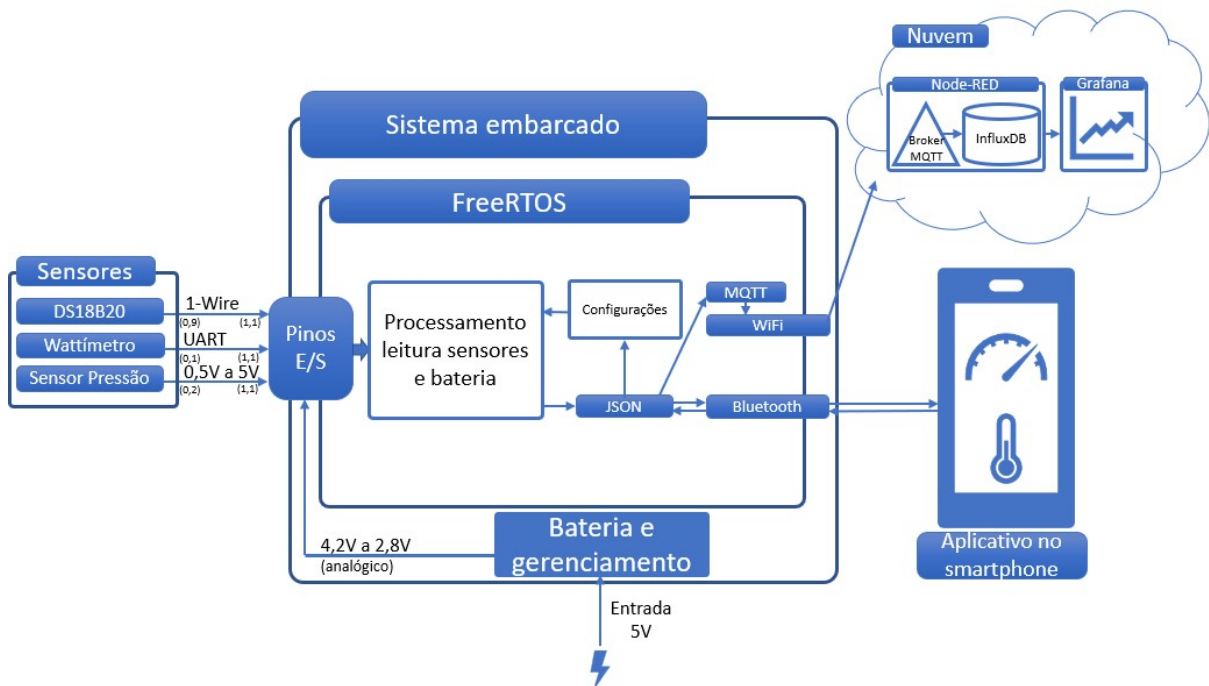 Nuvem
Node-RED
Grafana
Broker
MQTT
InfluxDB
Sistema embarcado
FreeRTOS
Sensores
DS18B20
1-Wire
(0,9)
(1,1)
Wattímetro
UART
(0,1)
(1,1)
Sensor Pressão
0,5V a 5V
(0,2)
(1,1)
Pinos
E/S
Processamento
leitura sensores
e bateria
Configurações
MQTT
WiFi
JSON
Bluetooth
4,2V a 2,8V
(analógico)
Bateria e
gerenciamento
Entrada
5V
Aplicativo no
smartphone